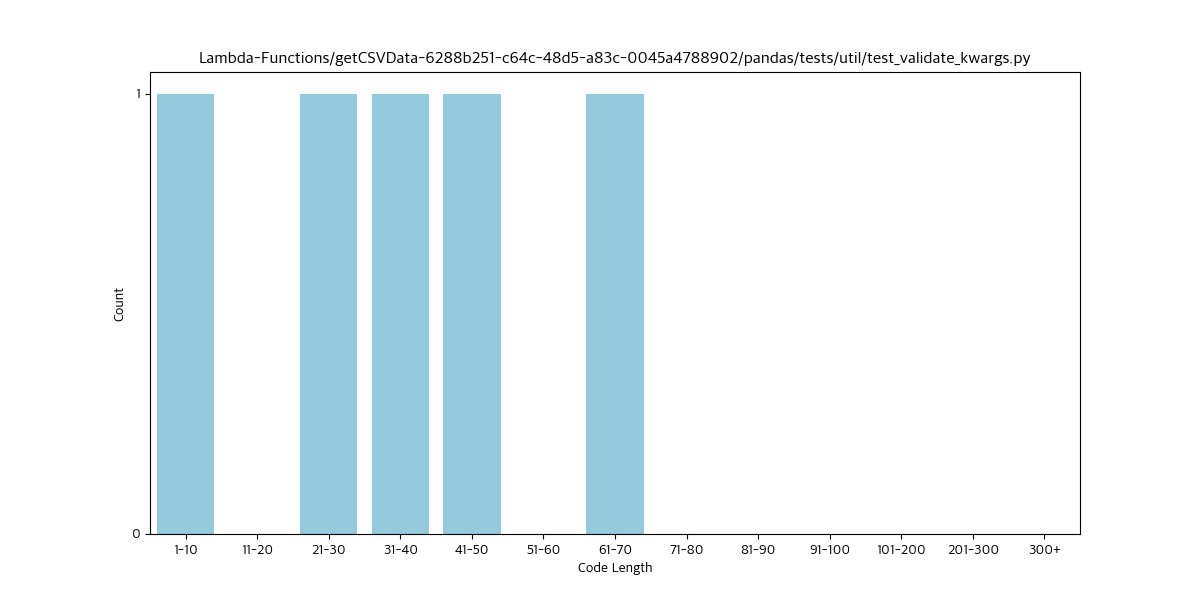 Lambda-Functions/getCSVData-6288b251-c64c-48d5-a83c-0045a4788902/pandas/tests/util/test_validate_kwargs.py
1
Count
0
1-10 11-20 21-30 31-40 41-50 51-60 61-70 71-80 81-90 91-100 101-200 201-300 300+
Code Length